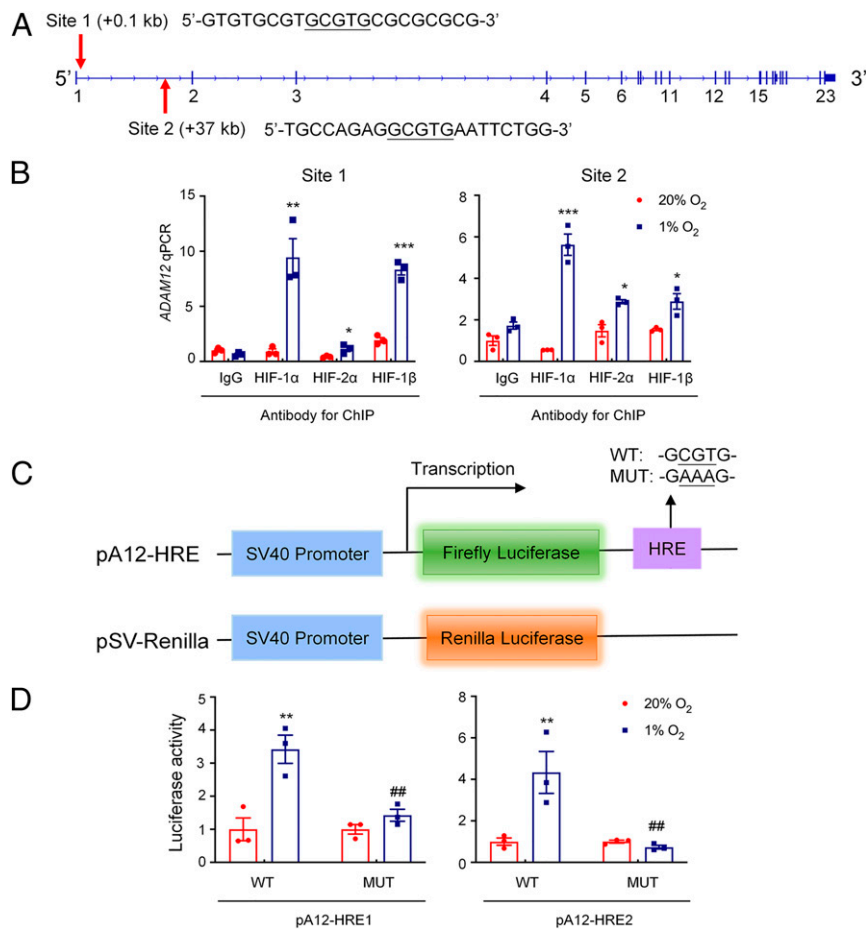 A
Site 1 (+0.1 kb) 5'-GTGTGCGTGCGTGCGCGCGCG-3'
5' 3'
1 2 3 4 5 6 11 12 15 23
Site 2 (+37 kb) 5'-TGCCAGAGGCGTGAATTCTGG-3'
B
Site 1 Site 2
20% O2
1% O2
ADAM12 qPCR
15
10
5
0
** * ***
8
6
4
2
0
*** * *
IgG HIF-1α HIF-2α HIF-1β
IgG HIF-1α HIF-2α HIF-1β
Antibody for ChIP Antibody for ChIP
C
WT: -GCGTG-
MUT: -GAAAG-
Transcription
pA12-HRE SV40 Promoter Firefly Luciferase HRE
pSV-Renilla SV40 Promoter Renilla Luciferase
D
20% O2
1% O2
Luciferase activity
5
4
3
2
1
0
** ##
8
6
4
2
0
** ##
WT MUT WT MUT
pA12-HRE1 pA12-HRE2